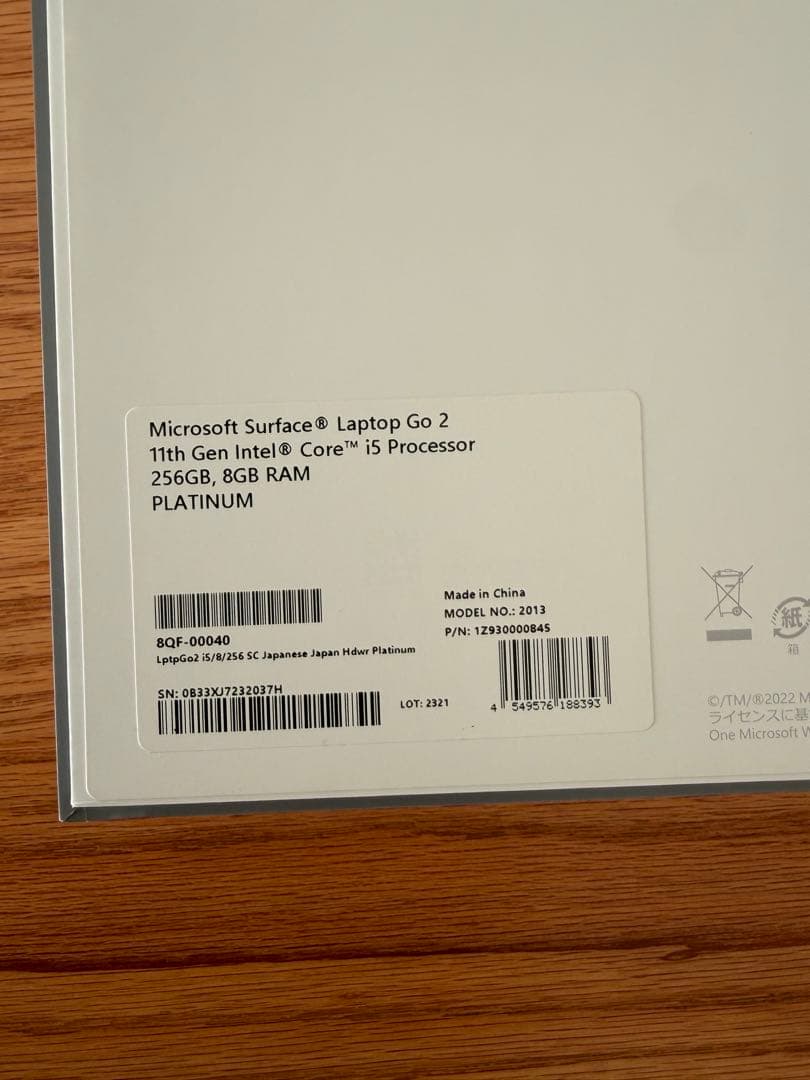 Microsoft Surface® Laptop Go 2
11th Gen Intel® Core™ i5 Processor
256GB, 8GB RAM
PLATINUM
8QF-00040
LptpGo2 i5/8/256 SC Japanese Japan Hdwr Platinum
SN: 0B33XJ7232037H
Made in China
MODEL NO.: 2013
P/N: 1Z930000845
LOT: 2321
4 549576 188393
紙
箱
©/TM/®2022 M
ライセンスに基
One Microsoft W